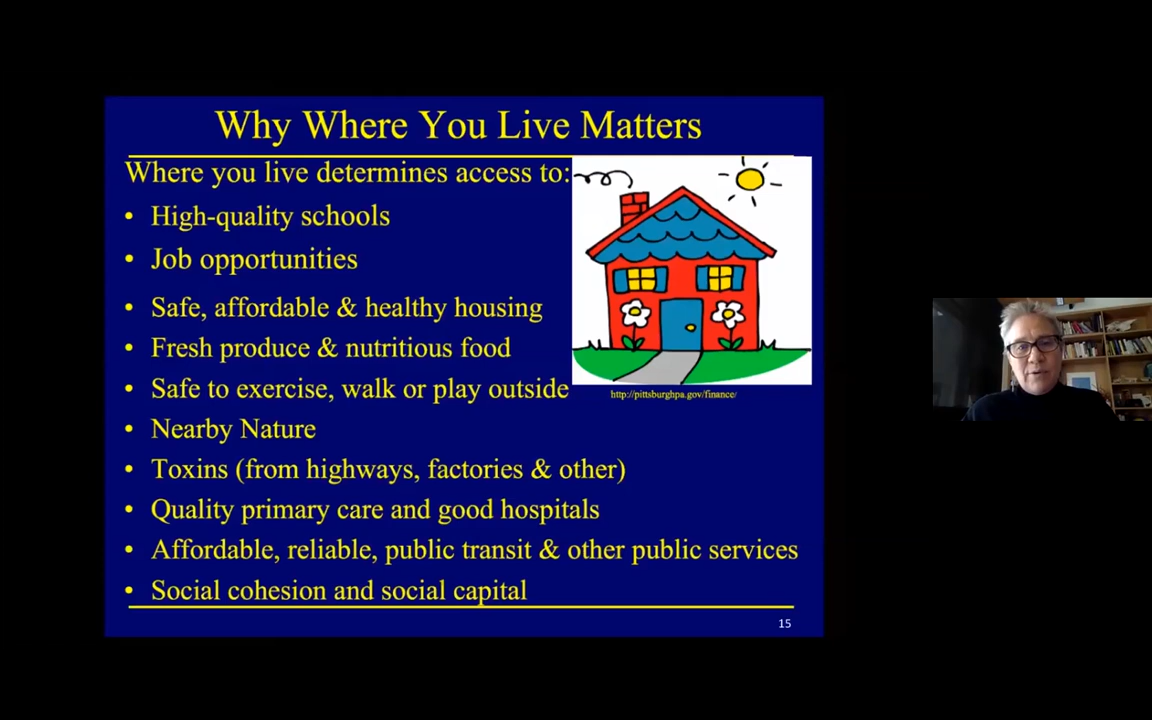 Why Where You Live Matters
Where you live determines access to:
• High-quality schools
• Job opportunities
• Safe, affordable & healthy housing
• Fresh produce & nutritious food
• Safe to exercise, walk or play outside
http://pittsburghpa.gov/finance/
• Nearby Nature
• Toxins (from highways, factories & other)
• Quality primary care and good hospitals
• Affordable, reliable, public transit & other public services
• Social cohesion and social capital
15